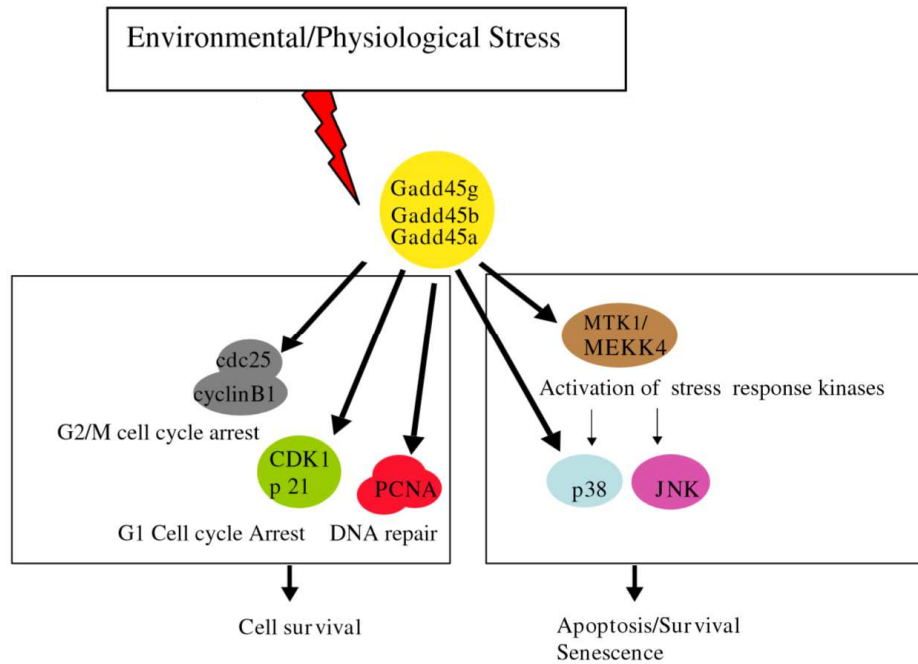 Environmental/Physiological Stress
Gadd45g
Gadd45b
Gadd45a
cdc25
cyclinB1
G2/M cell cycle arrest
CDK1
p 21
G1 Cell cycle Arrest
PCNA
DNA repair
MTK1/
MEKK4
Activation of stress response kinases
p38
JNK
Cell survival
Apoptosis/Survival
Senescence